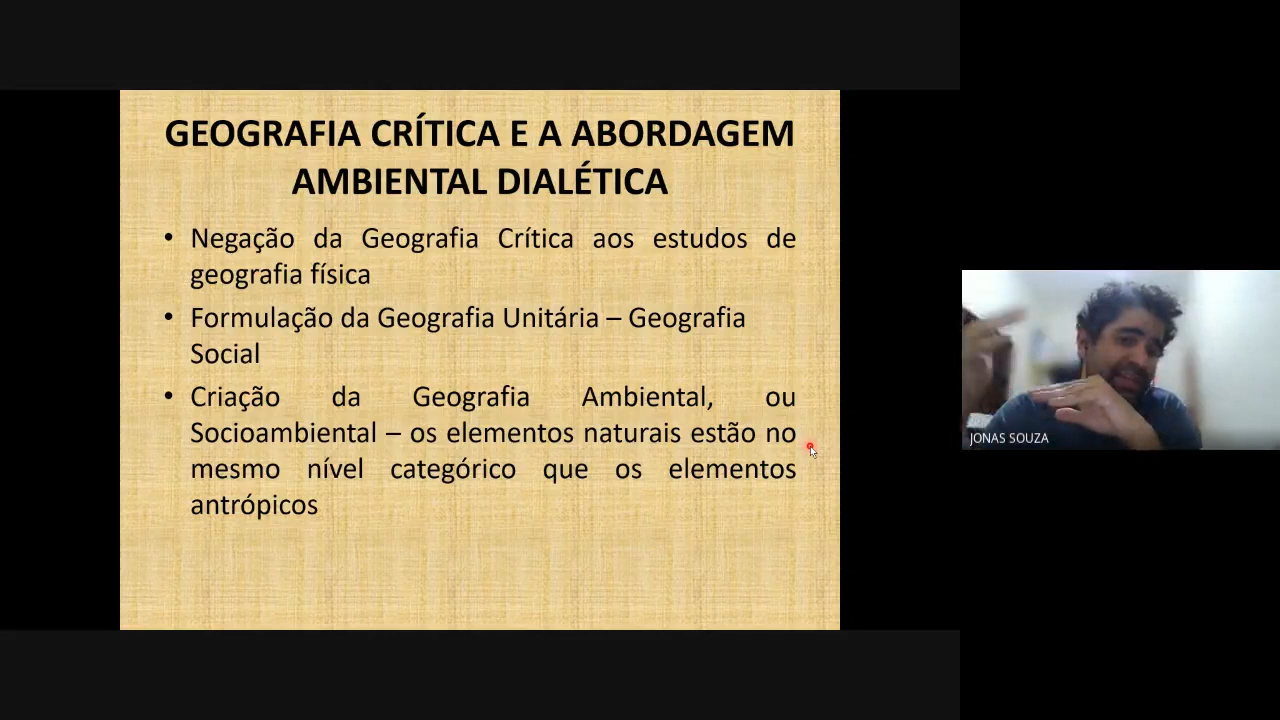 GEOGRAFIA CRÍTICA E A ABORDAGEM
AMBIENTAL DIALÉTICA
• Negação da Geografia Crítica aos estudos de
geografia física
• Formulação da Geografia Unitária – Geografia
Social
• Criação da Geografia Ambiental, ou
Socioambiental – os elementos naturais estão no
mesmo nível categórico que os elementos
antrópicos
JONAS SOUZA